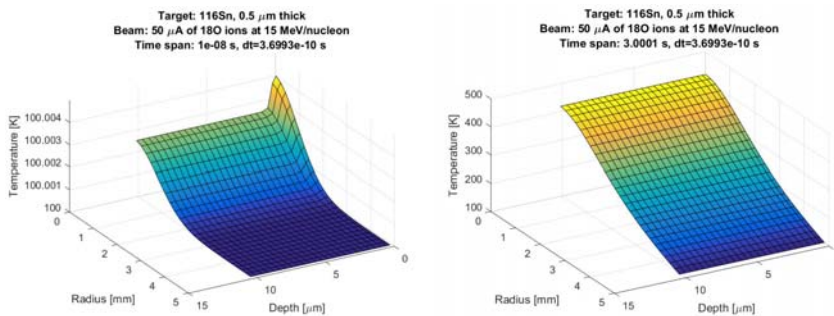 Target: 116Sn, 0.5 μm thick
Beam: 50 μA of 18O ions at 15 MeV/nucleon
Time span: 1e-08 s, dt=3.6993e-10 s
100.004
100.003
100.002
100.001
100
Temperature [K]
0
1
2
3
4
5
Radius [mm]
15
10
5
0
Depth [μm]
Target: 116Sn, 0.5 μm thick
Beam: 50 μA of 18O ions at 15 MeV/nucleon
Time span: 3.0001 s, dt=3.6993e-10 s
500
400
300
200
100
Temperature [K]
0
1
2
3
4
5
Radius [mm]
15
10
5
Depth [μm]